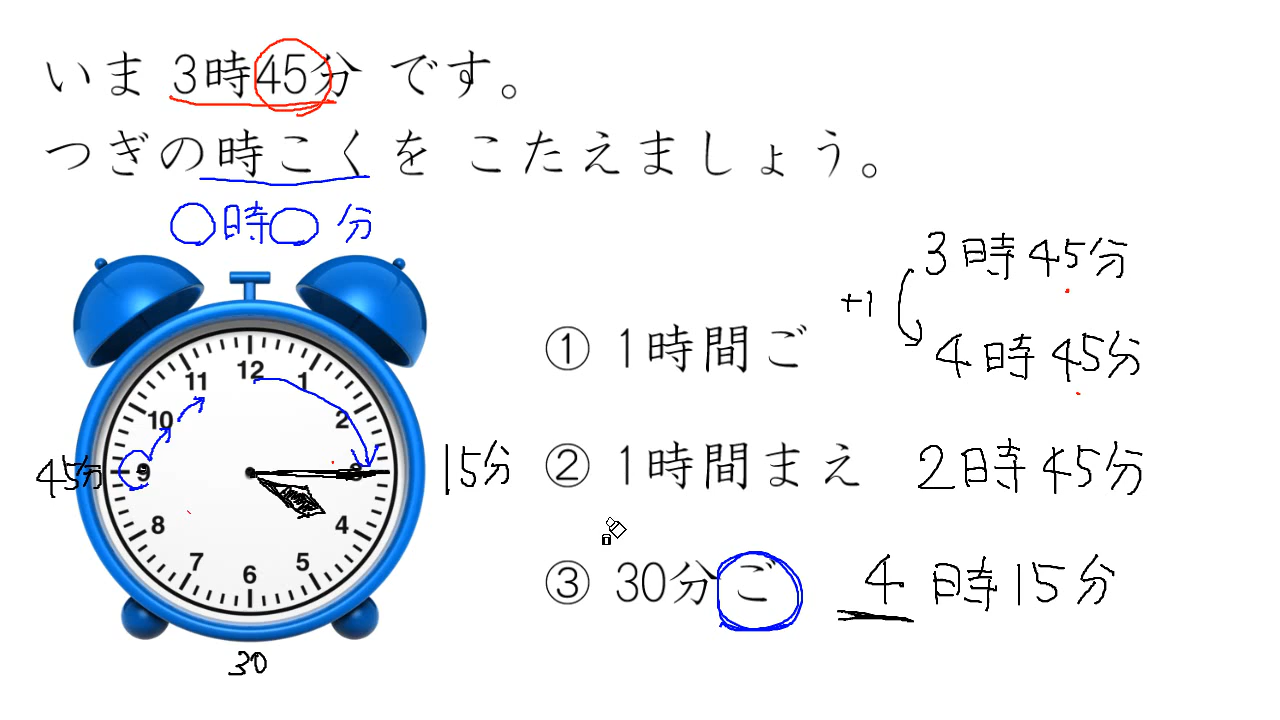 いま 3時45分 です。
つぎの時こくを こたえましょう。
○時○分
3時45分
+1
① 1時間ご 4時45分
② 1時間まえ 2時45分
③ 30分ご 4時15分
12
1
2
3
4
5
6
7
8
9
10
11
45分
15分
30